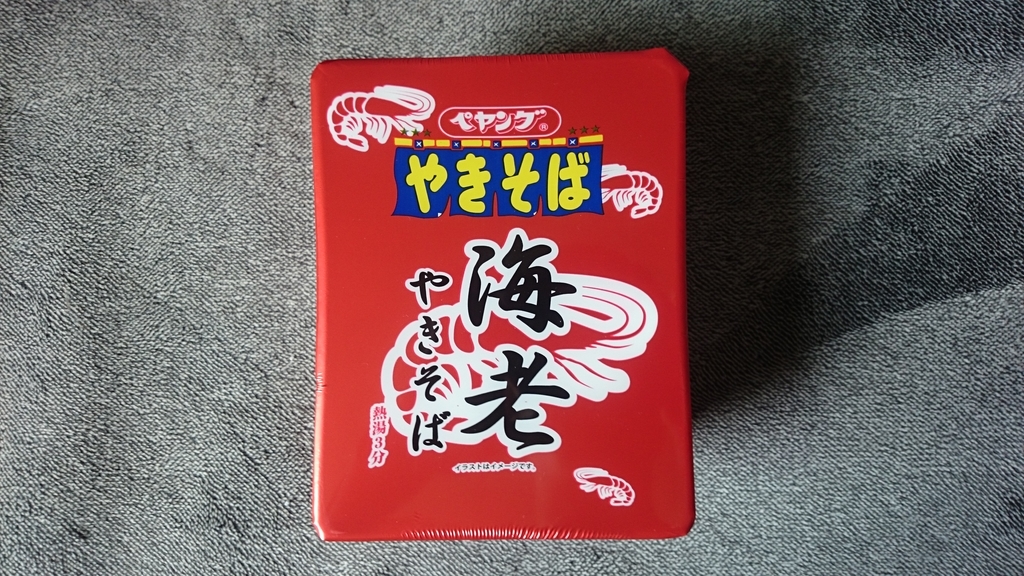 ペヤング®
やきそば
海老
やきそば
熱湯3分
イラストはイメージです。